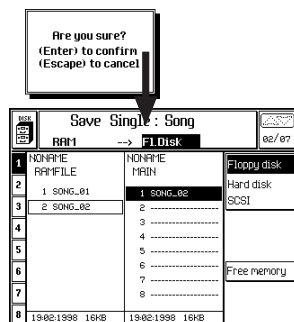 Are you sure?
(Enter) to confirm
(Escape) to cancel
DISK
Save Single : Song
RAM --> Fl.Disk
02/07
1
NONAME
RAMFILE
NONAME
MAIN
Floppy disk
2
1 SONG_01
1 SONG_02
Hard disk
3
2 SONG_02
2 ---------------
SCSI
3 ---------------
4
4 ---------------
5
5 ---------------
6
6 ---------------
Free memory
7
7 ---------------
8 ---------------
8
19:02:1998 16KB
19:02:1998 16KB